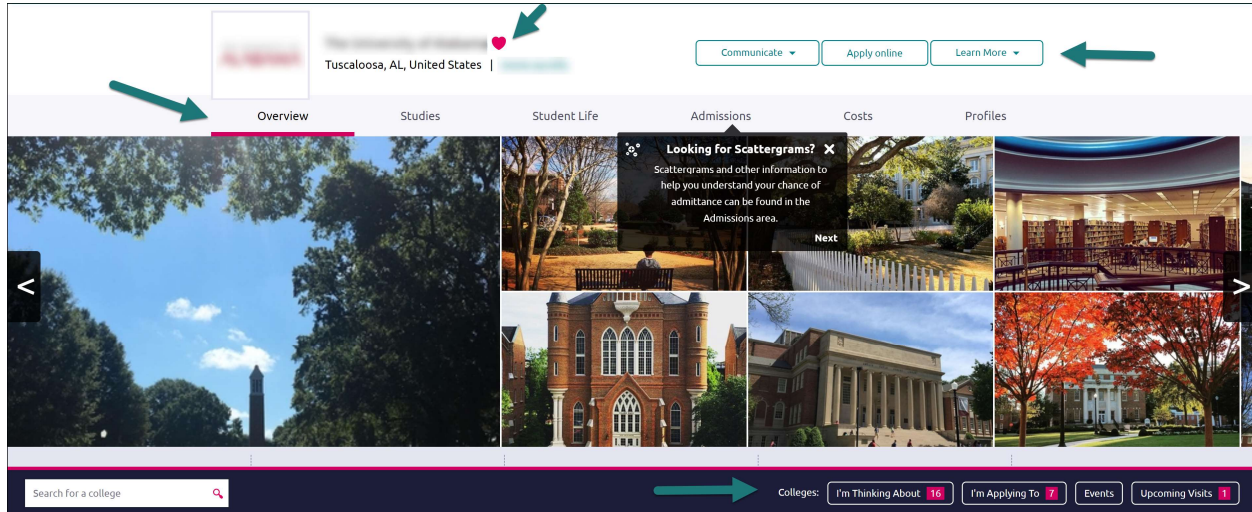 Tuscaloosa, AL, United States |
Communicate
Apply online
Learn More
Overview
Studies
Student Life
Admissions
Costs
Profiles
Looking for Scattergrams? X
Scattergrams and other information to
help you understand your chance of
admittance can be found in the
Admissions area.
Next
<
>
Search for a college
Colleges:
I'm Thinking About 16
I'm Applying To 7
Events
Upcoming Visits 1